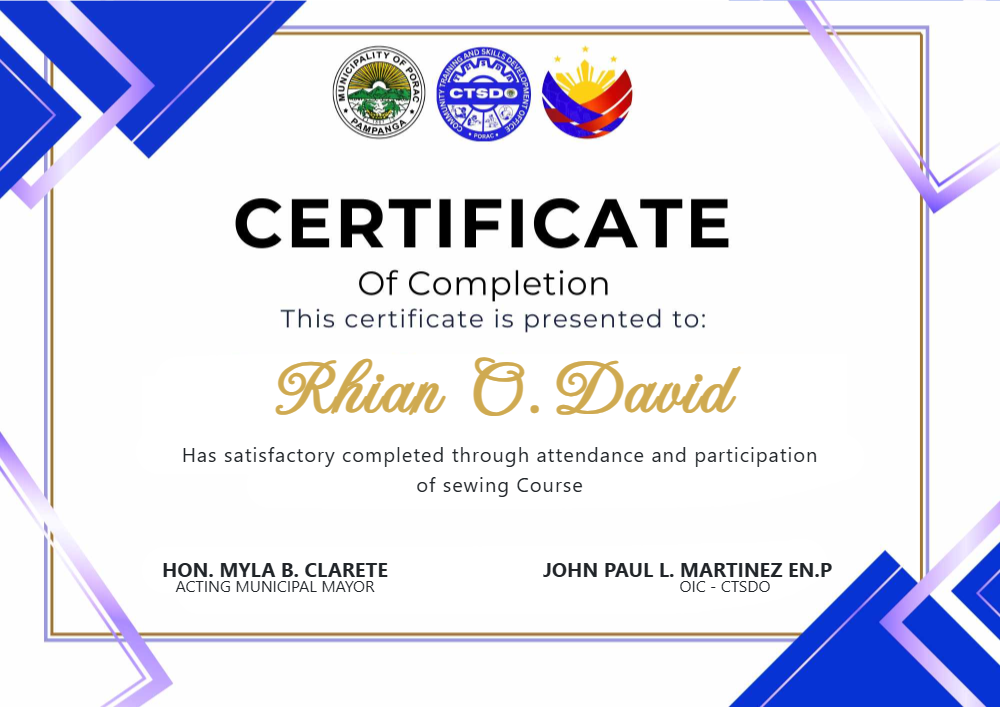 MUNICIPALITY OF PORAC
PAMPANGA
COMMUNITY TRAINING AND SKILLS DEVELOPMENT OFFICE
CTSDO
PORAC
CERTIFICATE
Of Completion
This certificate is presented to:
Rhian O. David
Has satisfactory completed through attendance and participation
of sewing Course
HON. MYLA B. CLARETE
ACTING MUNICIPAL MAYOR
JOHN PAUL L. MARTINEZ EN.P
OIC - CTSDO